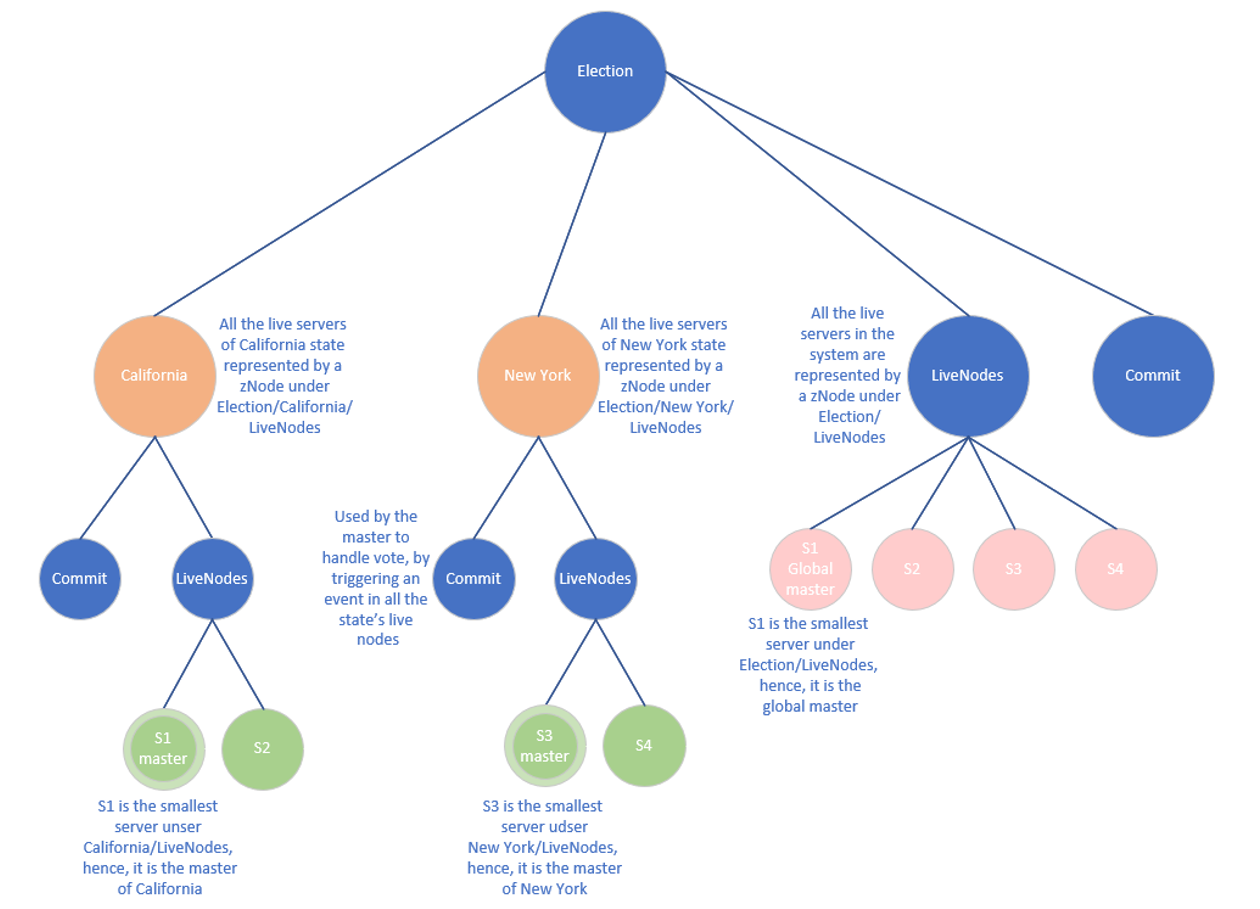 Election
California
All the live servers
of California state
represented by a
zNode under
Election/California/
LiveNodes
New York
All the live servers
of New York state
represented by a
zNode under
Election/New York/
LiveNodes
All the live
servers in the
system are
represented by
a zNode under
Election/
LiveNodes
LiveNodes
Commit
Commit
LiveNodes
Used by the
master to
handle vote, by
triggering an
event in all the
state's live
nodes
Commit
LiveNodes
S1
Global
master
S2
S3
S4
S1 is the smallest
server under
Election/LiveNodes,
hence, it is the
global master
S1
master
S2
S3
master
S4
S1 is the smallest
server unser
California/LiveNodes,
hence, it is the master
of California
S3 is the smallest
server udser
New York/LiveNodes,
hence, it is the master
of New York